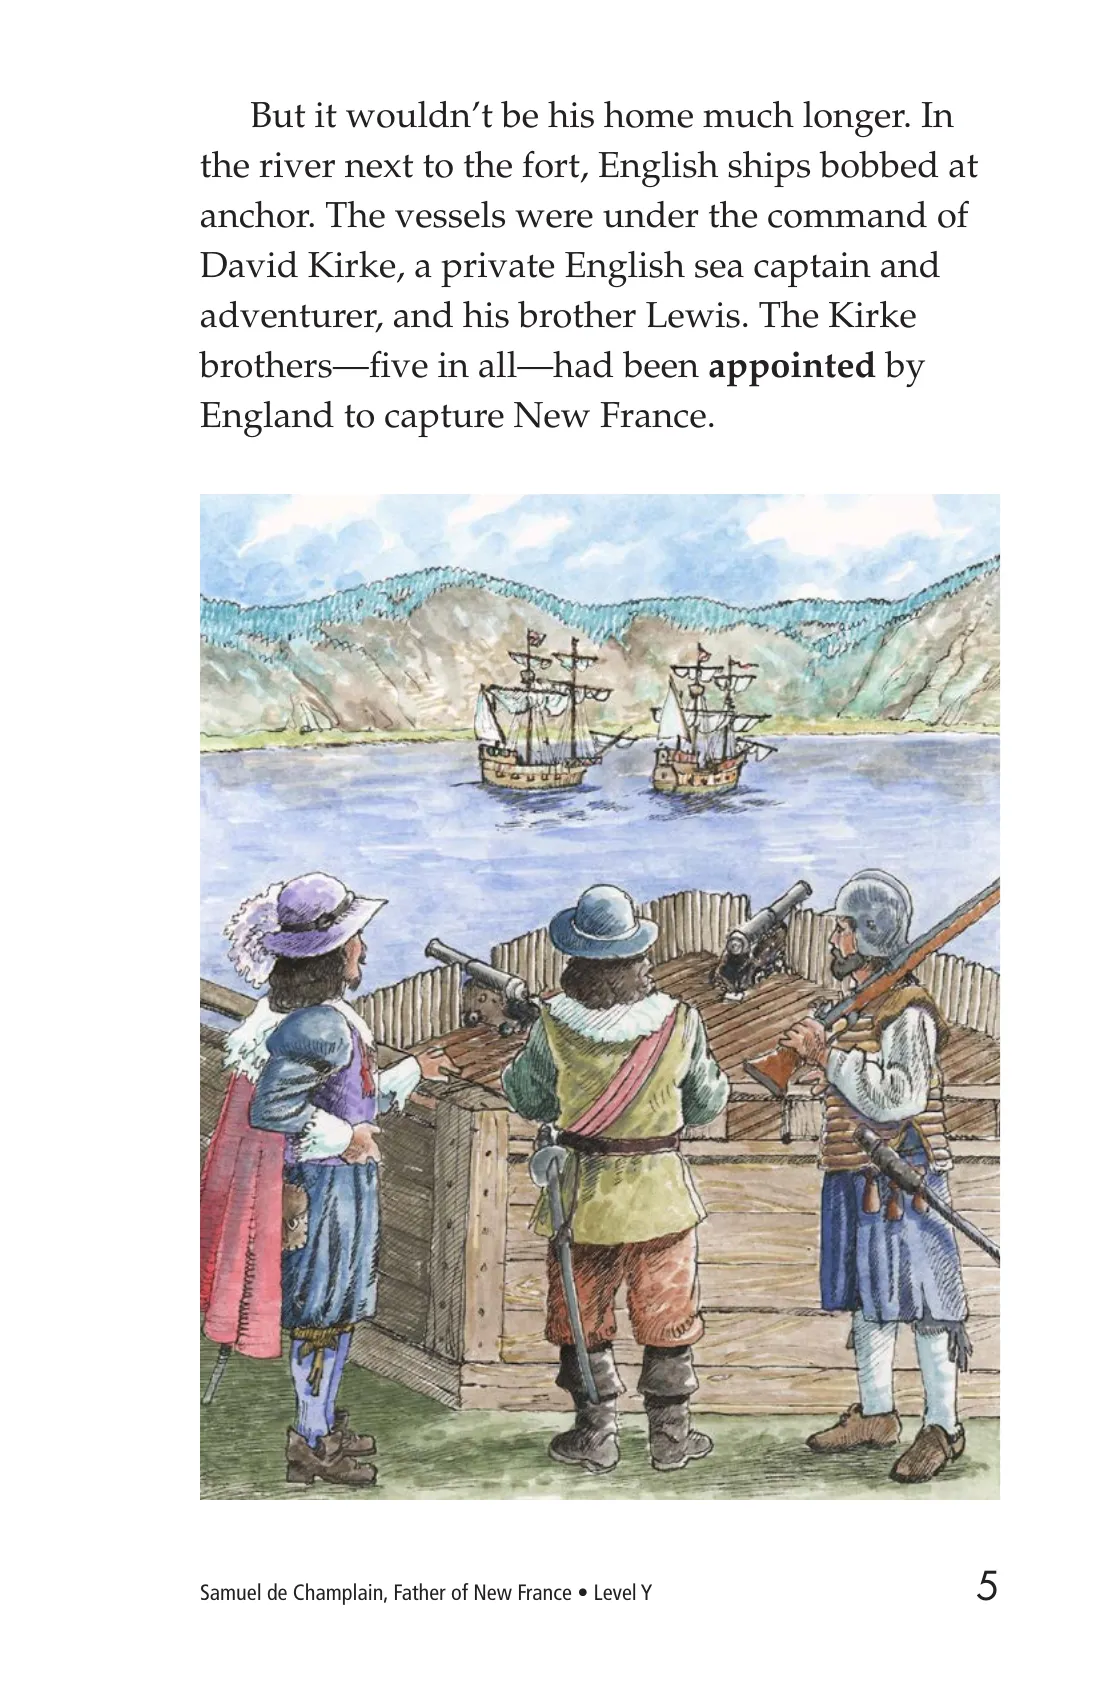 But it wouldn’t be his home much longer. In
the river next to the fort, English ships bobbed at
anchor. The vessels were under the command of
David Kirke, a private English sea captain and
adventurer, and his brother Lewis. The Kirke
brothers—five in all—had been appointed by
England to capture New France.
Samuel de Champlain, Father of New France • Level Y
5